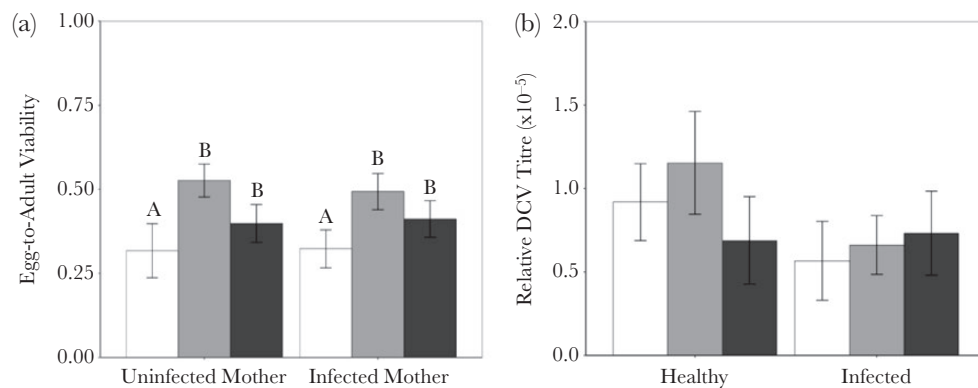 (a)
1.00
0.75
0.50
0.25
0.00
Egg-to-Adult Viability
A
B
B
A
B
B
Uninfected Mother
Infected Mother
(b)
2.0
1.5
1.0
0.5
0.0
Relative DCV Titre (x10⁻⁵)
Healthy
Infected